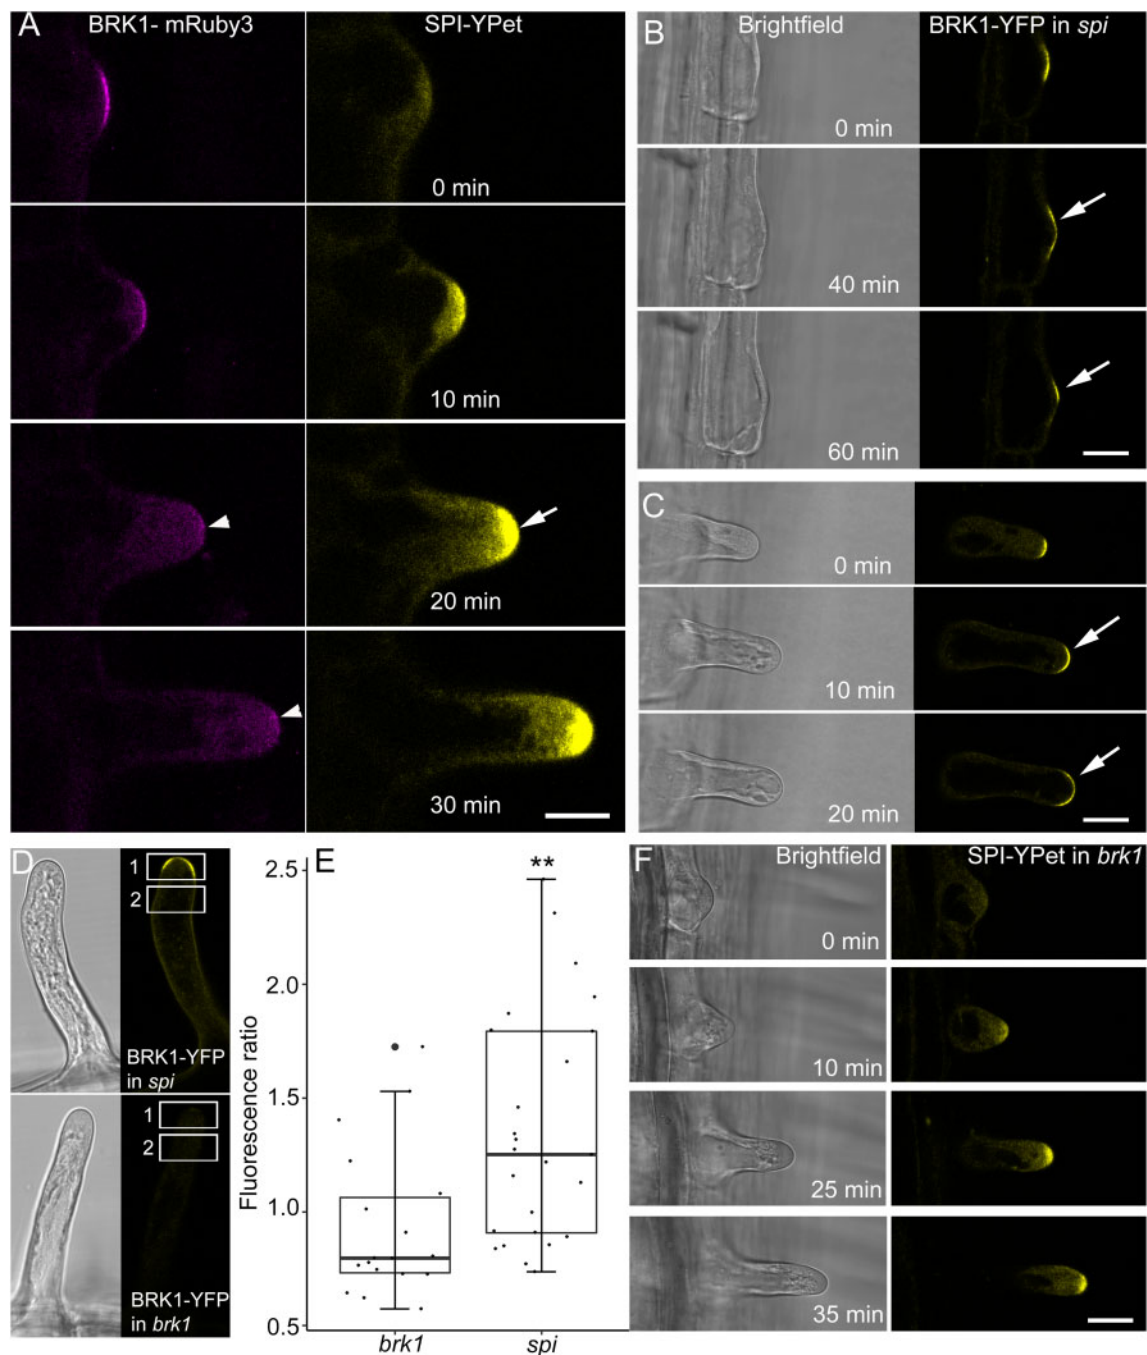 A
BRK1- mRuby3
SPI-YPet
0 min
10 min
20 min
30 min
B
Brightfield
BRK1-YFP in spi
0 min
40 min
60 min
C
0 min
10 min
20 min
D
1
2
BRK1-YFP
in spi
1
2
BRK1-YFP
in brk1
E
**
2.5
2.0
1.5
1.0
0.5
Fluorescence ratio
brk1
spi
F
Brightfield
SPI-YPet in brk1
0 min
10 min
25 min
35 min